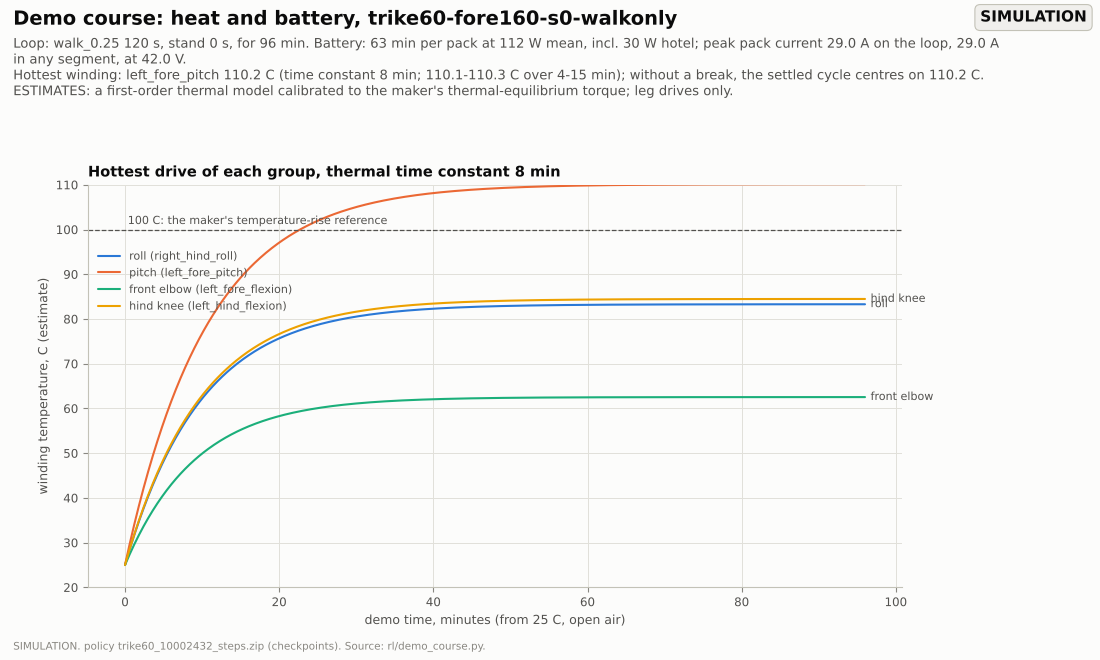 Demo course: heat and battery, trike60-fore160-s0-walkonly
SIMULATION
Loop: walk_0.25 120 s, stand 0 s, for 96 min. Battery: 63 min per pack at 112 W mean, incl. 30 W hotel; peak pack current 29.0 A on the loop, 29.0 A
in any segment, at 42.0 V.
Hottest winding: left_fore_pitch 110.2 C (time constant 8 min; 110.1-110.3 C over 4-15 min); without a break, the settled cycle centres on 110.2 C.
ESTIMATES: a first-order thermal model calibrated to the maker's thermal-equilibrium torque; leg drives only.
Hottest drive of each group, thermal time constant 8 min
110
100
90
80
70
60
50
40
30
20
winding temperature, C (estimate)
100 C: the maker's temperature-rise reference
roll (right_hind_roll)
pitch (left_fore_pitch)
front elbow (left_fore_flexion)
hind knee (left_hind_flexion)
hind knee
roll
front elbow
0
20
40
60
80
100
demo time, minutes (from 25 C, open air)
SIMULATION. policy trike60_10002432_steps.zip (checkpoints). Source: rl/demo_course.py.